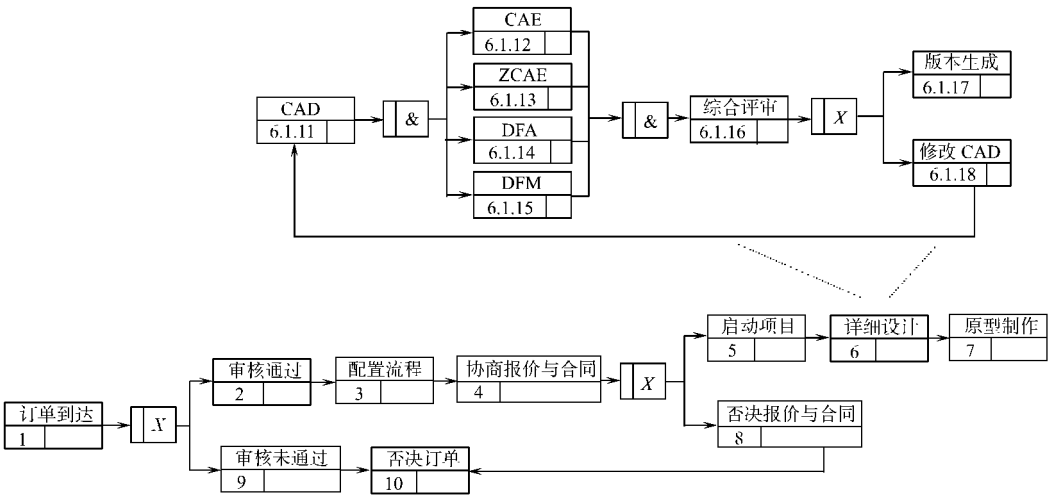 CAE
6.1.12
ZCAE
6.1.13
CAD
6.1.11
&
DFA
6.1.14
DFM
6.1.15
&
综合评审
6.1.16
X
版本生成
6.1.17
修改 CAD
6.1.18
启动项目
5
详细设计
6
原型制作
7
审核通过
2
配置流程
3
协商报价与合同
4
X
订单到达
1
X
否决报价与合同
8
审核未通过
9
否决订单
10